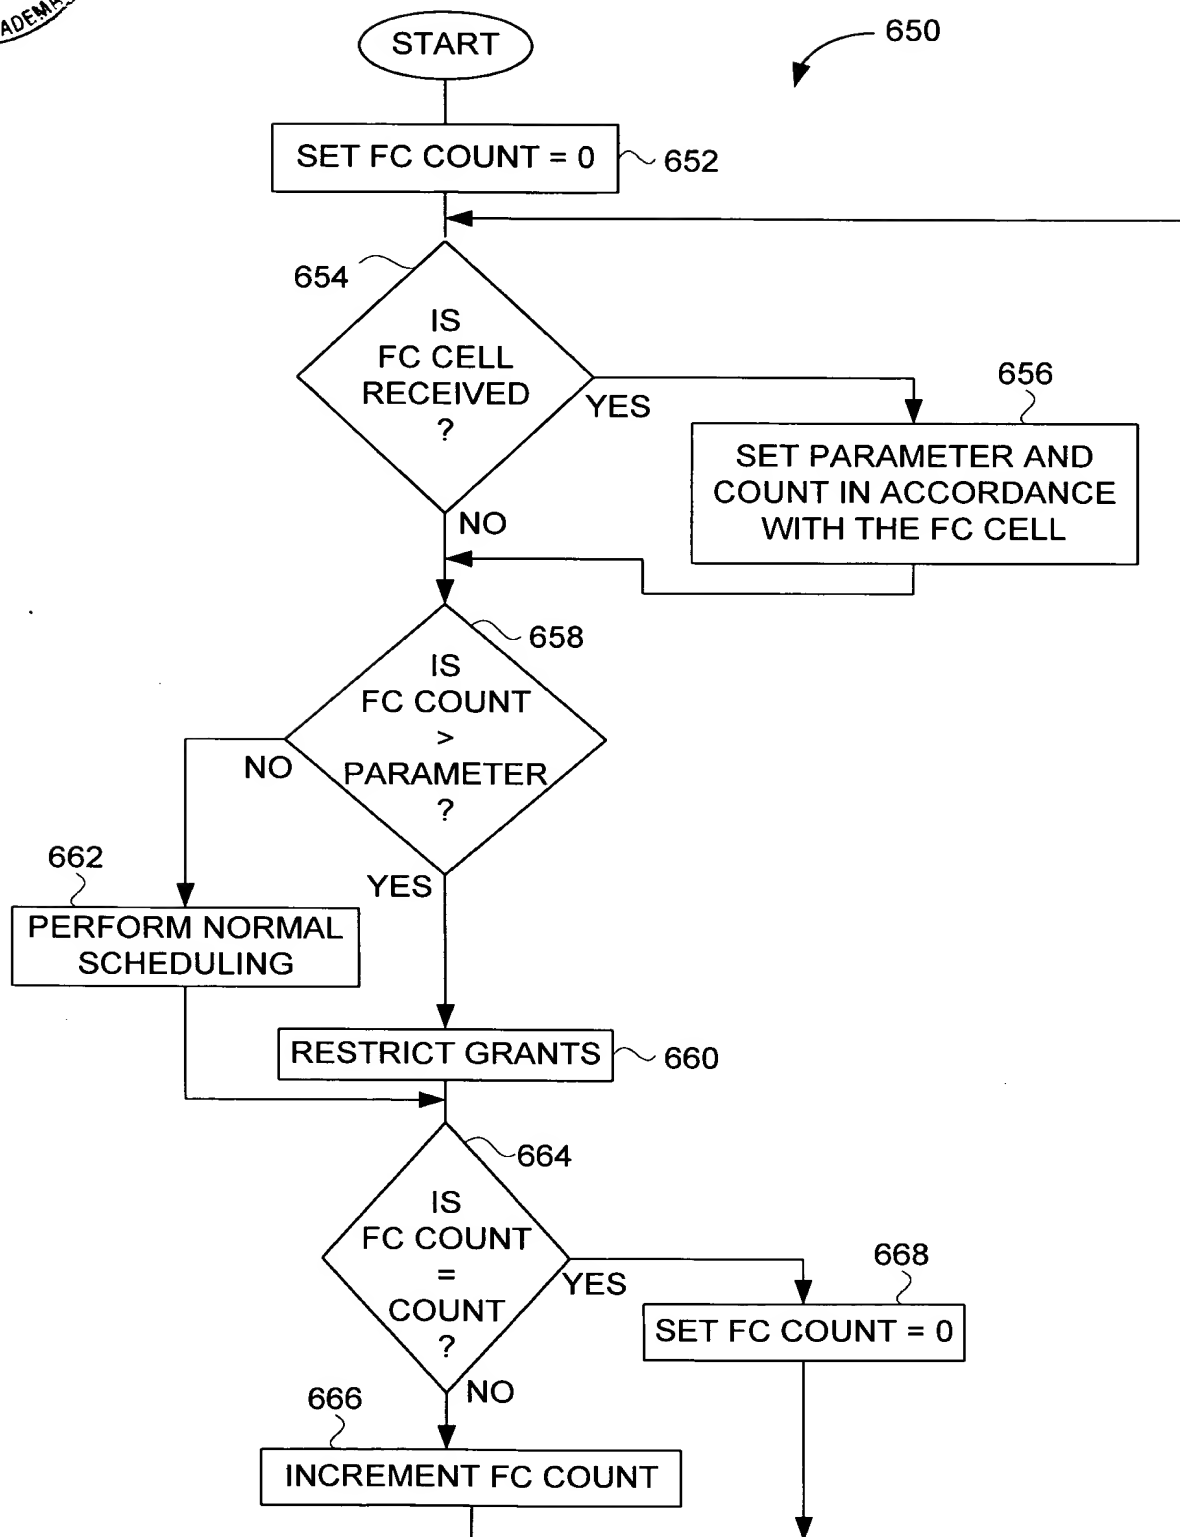 START
650
SET FC COUNT = 0
652
654
IS
FC CELL
RECEIVED
?
YES
656
SET PARAMETER AND
COUNT IN ACCORDANCE
WITH THE FC CELL
NO
658
IS
FC COUNT
>
PARAMETER
?
NO
662
YES
PERFORM NORMAL
SCHEDULING
RESTRICT GRANTS
660
664
IS
FC COUNT
=
COUNT
?
YES
668
SET FC COUNT = 0
NO
666
INCREMENT FC COUNT